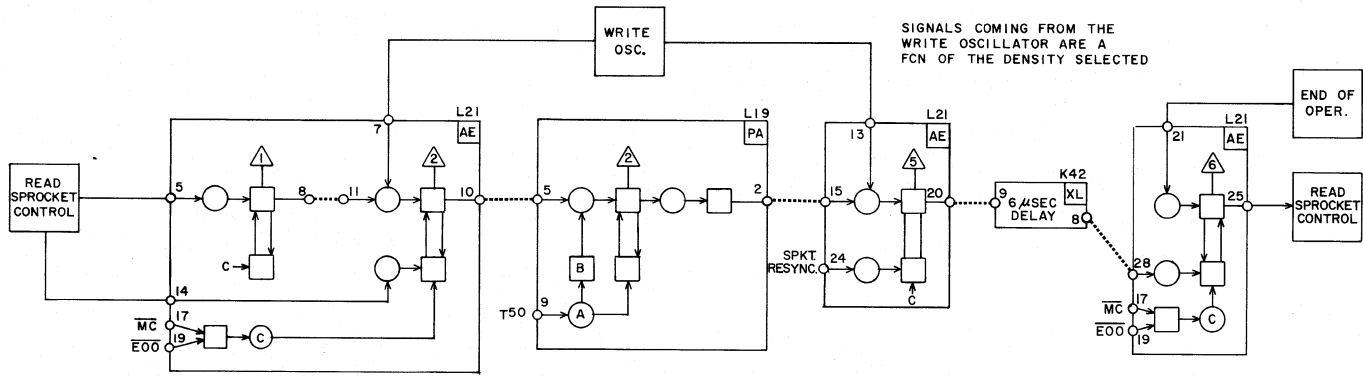 SIGNALS COMING FROM THE
WRITE OSCILLATOR ARE A
FCN OF THE DENSITY SELECTED
WRITE
OSC.
END OF
OPER.
READ
SPROCKET
CONTROL
L21
AE
7
5
1
8
11
2
10
C
14
17
MC
19
EOO
C
L19
PA
5
2
2
B
T50
9
A
L21
AE
13
15
5
20
SPKT.
RESYNC.
24
C
K42
XL
9
6 μSEC
DELAY
8
L21
AE
21
6
25
28
17
MC
19
EOO
C
READ
SPROCKET
CONTROL